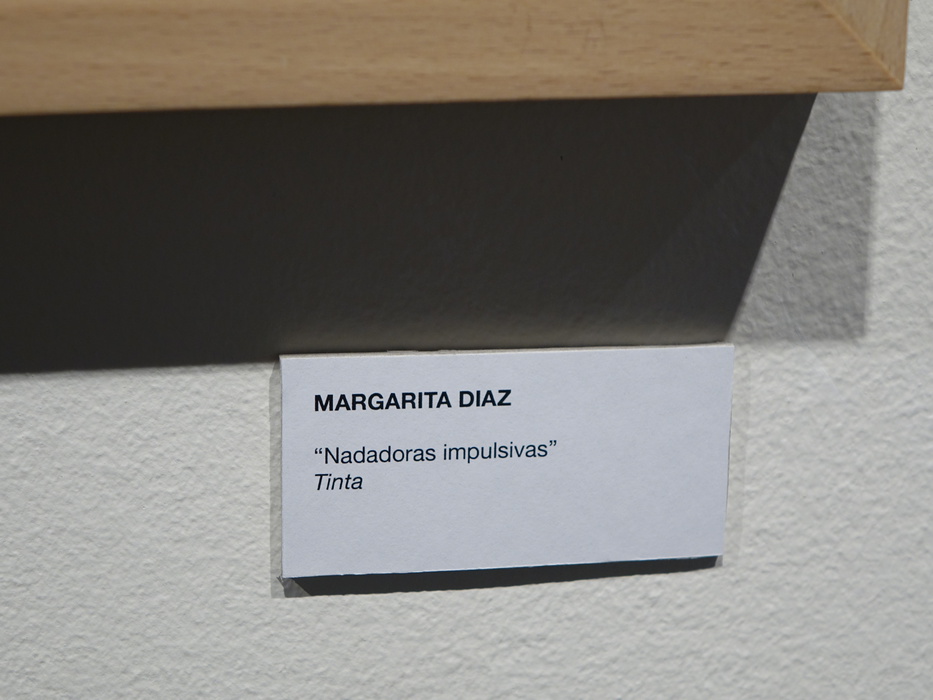 MARGARITA DIAZ
“Nadadoras impulsivas”
Tinta